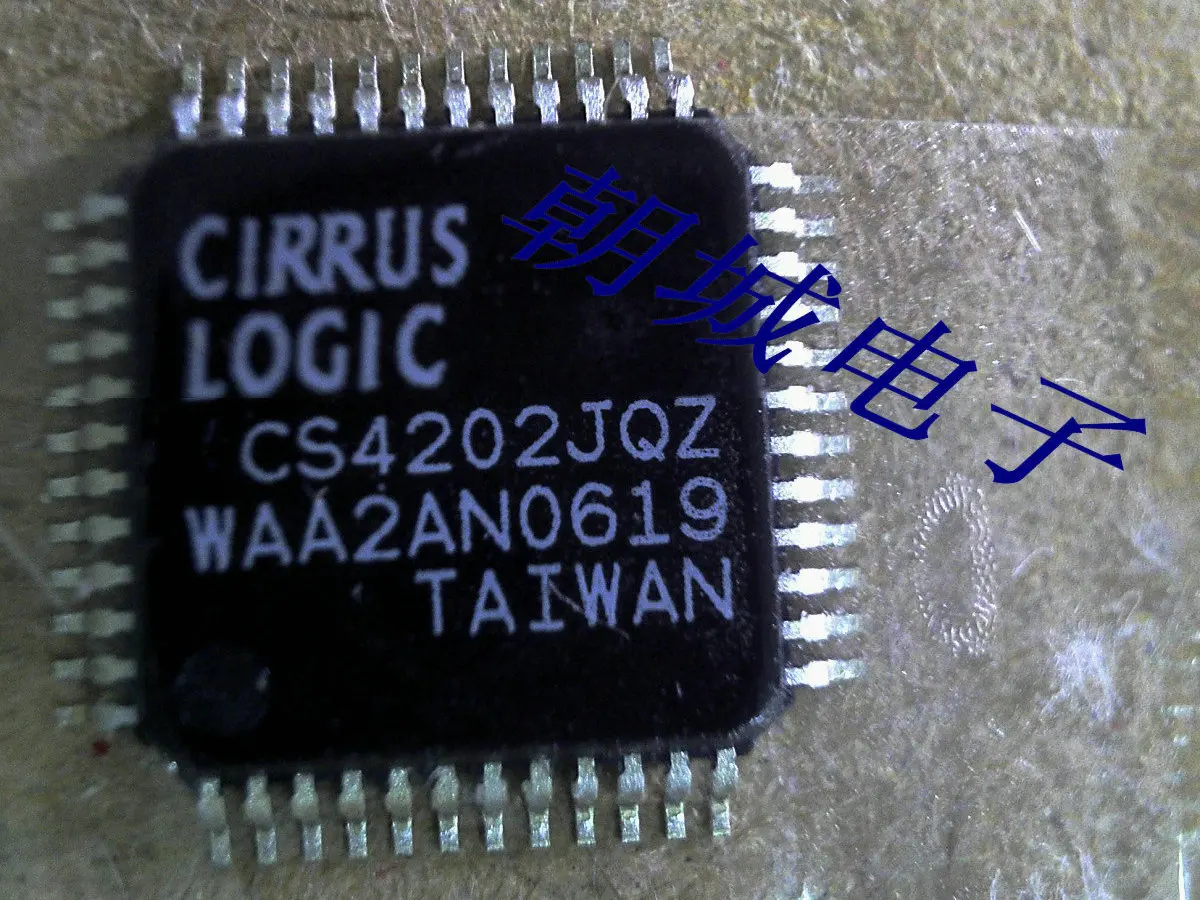 CIRRUS
LOGIC
CS4202JQZ
WAA2AN0619
TAIWAN
朝城电子